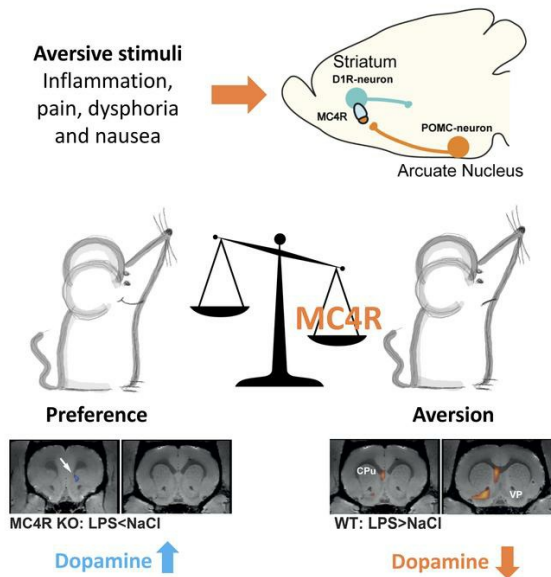 Aversive stimuli
Inflammation,
pain, dysphoria
and nausea
Striatum
D1R-neuron
MC4R
POMC-neuron
Arcuate Nucleus
MC4R
Preference
Aversion
CPu
VP
MC4R KO: LPS<NaCl
WT: LPS>NaCl
Dopamine
Dopamine